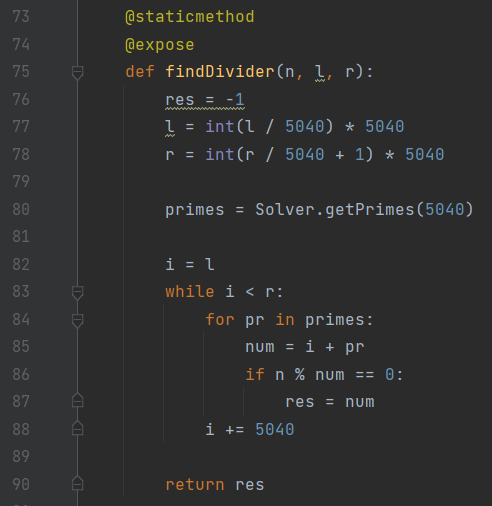 73 @staticmethod
74 @expose
75 def findDivider(n, l, r):
76 res = -1
77 l = int(l / 5040) * 5040
78 r = int(r / 5040 + 1) * 5040
79
80 primes = Solver.getPrimes(5040)
81
82 i = l
83 while i < r:
84 for pr in primes:
85 num = i + pr
86 if n % num == 0:
87 res = num
88 i += 5040
89
90 return res